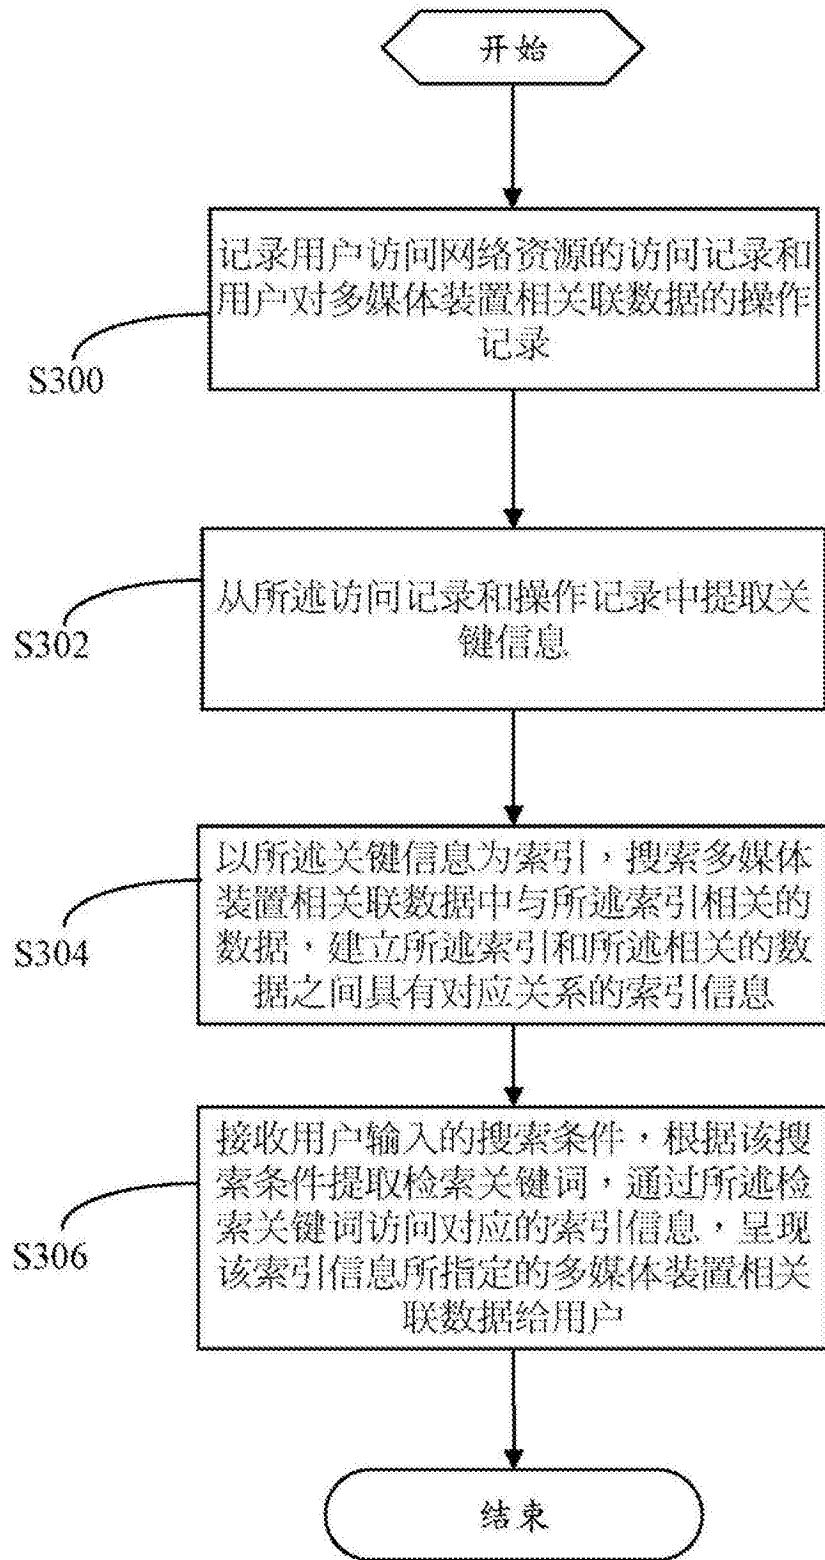 开始
记录用户访问网络资源的访问记录和
用户对多媒体装置相关联数据的操作
记录
S300
从所述访问记录和操作记录中提取关
键信息
S302
以所述关键信息为索引，搜索多媒体
装置相关联数据中与所述索引相关的
数据，建立所述索引和所述相关的数
据之间具有对应关系的索引信息
S304
接收用户输入的搜索条件，根据该搜
索条件提取检索关键词，通过所述检
索关键词访问对应的索引信息，呈现
该索引信息所指定的多媒体装置相关
联数据给用户
S306
结束